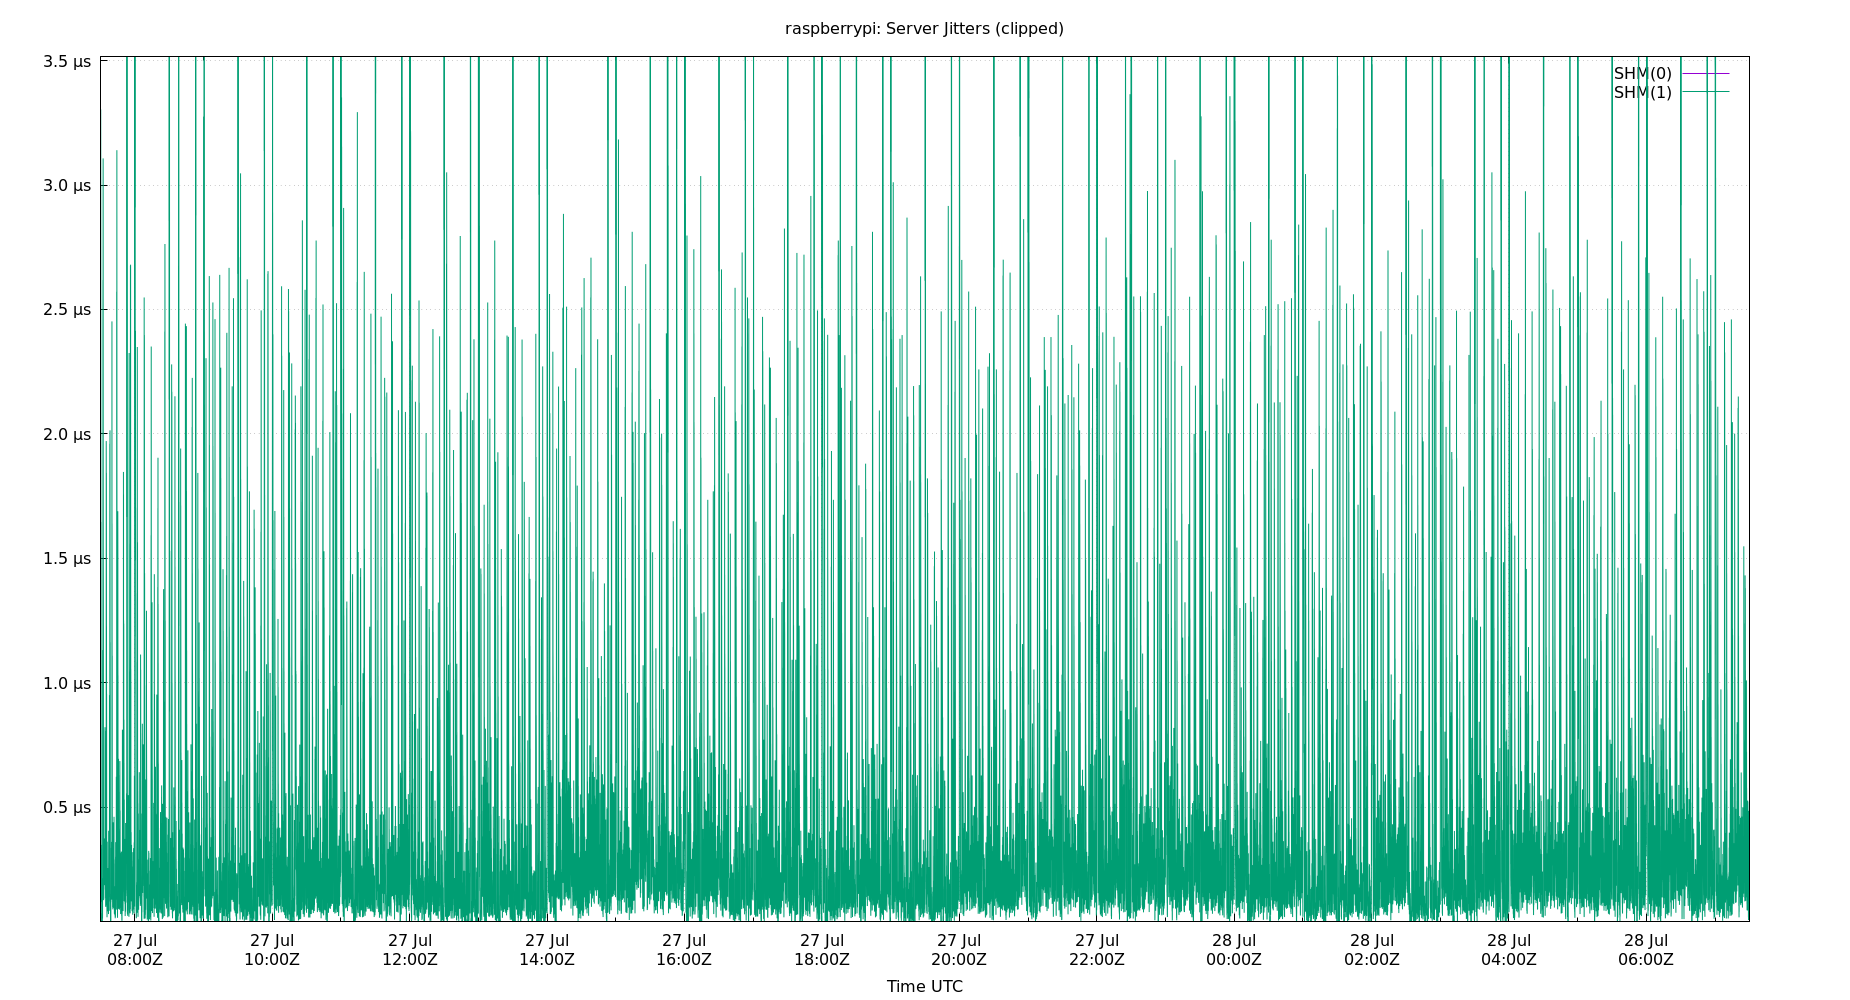 raspberrypi: Server Jitters (clipped)
SHM(0)
SHM(1)
3.5 µs
3.0 µs
2.5 µs
2.0 µs
1.5 µs
1.0 µs
0.5 µs
27 Jul 27 Jul 27 Jul 27 Jul 27 Jul 27 Jul 27 Jul 27 Jul 28 Jul 28 Jul 28 Jul 28 Jul
08:00Z 10:00Z 12:00Z 14:00Z 16:00Z 18:00Z 20:00Z 22:00Z 00:00Z 02:00Z 04:00Z 06:00Z
Time UTC